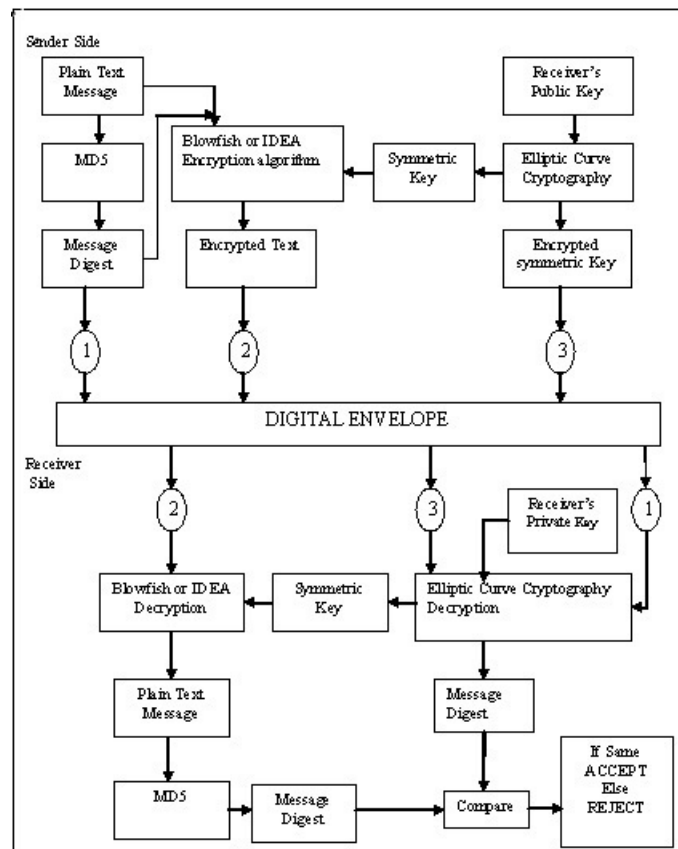 Sender Side
Plain Text
Message
Receiver's
Public Key
MD5
Blowfish or IDEA
Encryption algorithm
Symmetric
Key
Elliptic Curve
Cryptography
Message
Digest
Encrypted Text
Encrypted
symmetric Key
1
2
3
DIGITAL ENVELOPE
Receiver
Side
2
3
Receiver's
Private Key
1
Blowfish or IDEA
Decryption
Symmetric
Key
Elliptic Curve Cryptography
Decryption
Plain Text
Message
Message
Digest
MD5
Message
Digest
Compare
If Same
ACCEPT
Else
REJECT